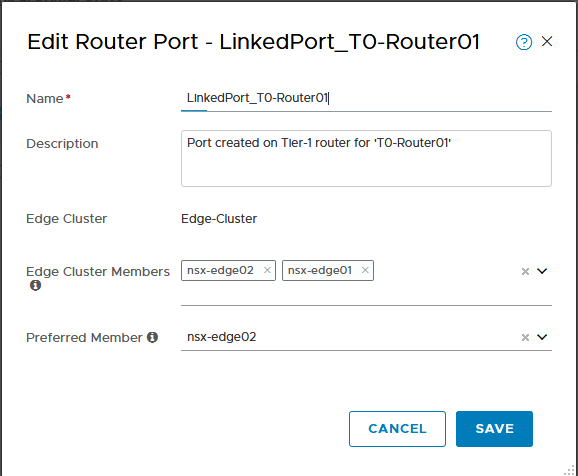 Edit Router Port - LinkedPort_T0-Router01
Name*
LinkedPort_T0-Router01
Description
Port created on Tier-1 router for 'T0-Router01'
Edge Cluster
Edge-Cluster
Edge Cluster Members
nsx-edge02
nsx-edge01
Preferred Member
nsx-edge02
CANCEL
SAVE